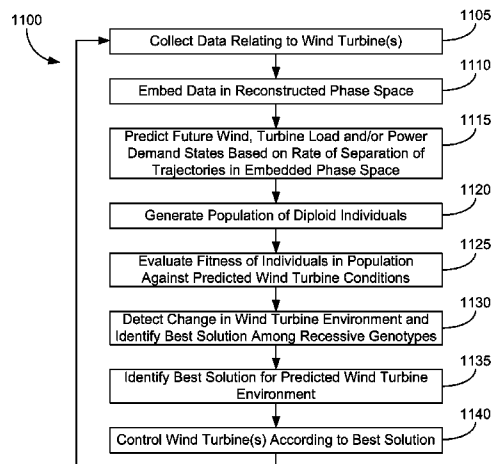 1100
1105
Collect Data Relating to Wind Turbine(s)
1110
Embed Data in Reconstructed Phase Space
1115
Predict Future Wind, Turbine Load and/or Power
Demand States Based on Rate of Separation of
Trajectories in Embedded Phase Space
1120
Generate Population of Diploid Individuals
1125
Evaluate Fitness of Individuals in Population
Against Predicted Wind Turbine Conditions
1130
Detect Change in Wind Turbine Environment and
Identify Best Solution Among Recessive Genotypes
1135
Identify Best Solution for Predicted Wind Turbine
Environment
1140
Control Wind Turbine(s) According to Best Solution